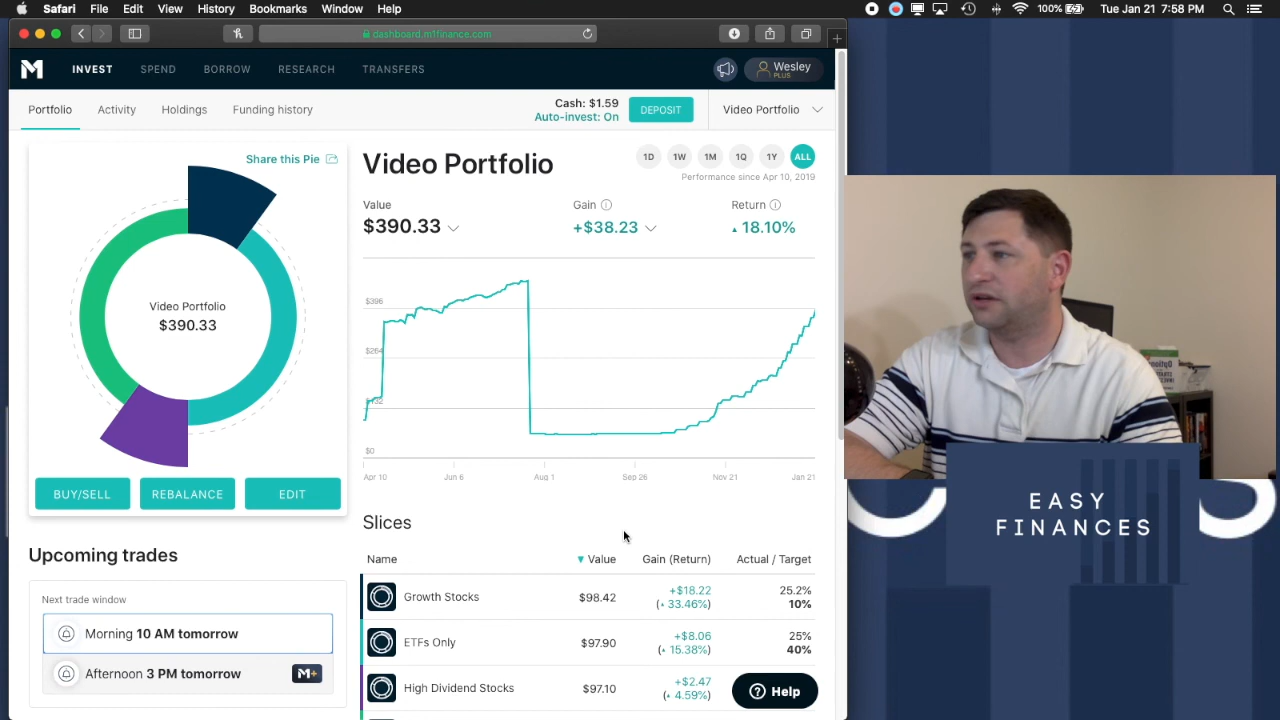 Safari File Edit View History Bookmarks Window Help 100% Tue Jan 21 7:58 PM
dashboard.m1finance.com
INVEST SPEND BORROW RESEARCH TRANSFERS Wesley
PLUS
Portfolio Activity Holdings Funding history Cash: $1.59 DEPOSIT Video Portfolio
Auto-invest: On
Share this Pie
Video Portfolio
$390.33
BUY/SELL REBALANCE EDIT
Upcoming trades
Next trade window
Morning 10 AM tomorrow
Afternoon 3 PM tomorrow M+
Video Portfolio 1D 1W 1M 1Q 1Y ALL
Performance since Apr 10, 2019
Value Gain Return
$390.33 +$38.23 18.10%
$396
$264
$132
$0
Apr 10 Jun 6 Aug 1 Sep 26 Nov 21 Jan 21
Slices
Name Value Gain (Return) Actual / Target
Growth Stocks $98.42 +$18.22 25.2%
(33.46%) 10%
ETFs Only $97.90 +$8.06 25%
(15.38%) 40%
High Dividend Stocks $97.10 +$2.47
(4.59%)
Help
EASY
FINANCES